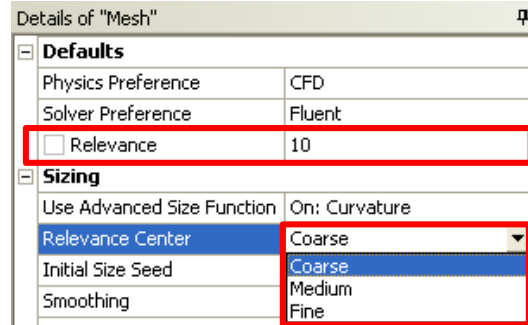 Details of "Mesh"
Defaults
Physics Preference CFD
Solver Preference Fluent
Relevance 10
Sizing
Use Advanced Size Function On: Curvature
Relevance Center Coarse
Initial Size Seed Coarse
Medium
Smoothing Fine